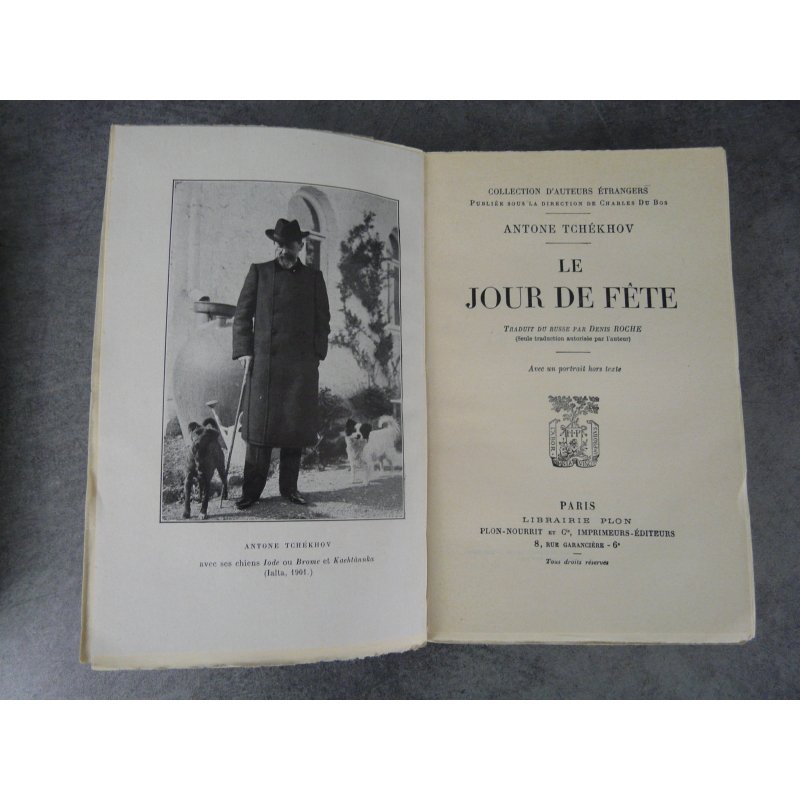 ANTONE TCHÉKHOV
avec ses chiens Iode ou Brome et Kachtânnka
(Ialta, 1901.)
COLLECTION D'AUTEURS ÉTRANGERS
PUBLIÉE SOUS LA DIRECTION DE CHARLES DU BOS
ANTONE TCHÉKHOV
LE
JOUR DE FÊTE
TRADUIT DU RUSSE PAR DENIS ROCHE
(Seule traduction autorisée par l'auteur)
Avec un portrait hors texte
PARIS
LIBRAIRIE PLON
PLON-NOURRIT ET Cie, IMPRIMEURS-ÉDITEURS
8, RUE GARANCIÈRE - 6e
Tous droits réservés